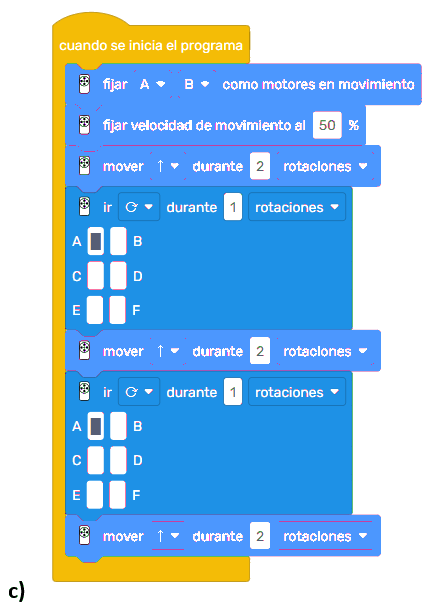 cuando se inicia el programa
fijar A B como motores en movimiento
fijar velocidad de movimiento al 50 %
mover ↑ durante 2 rotaciones
ir ⟳ durante 1 rotaciones
A B
C D
E F
mover ↑ durante 2 rotaciones
ir ⟳ durante 1 rotaciones
A B
C D
E F
mover ↑ durante 2 rotaciones
c)